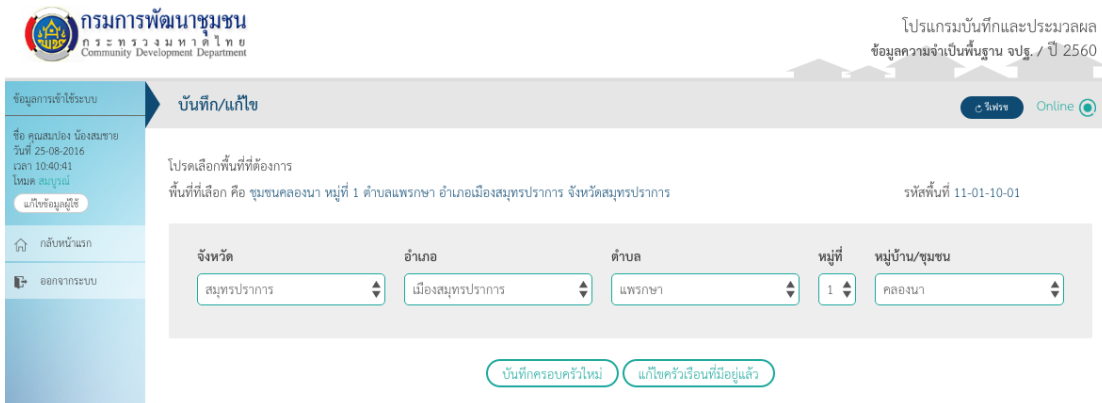 กรมการพัฒนาชุมชน
กระทรวงมหาดไทย
Community Development Department
โปรแกรมบันทึกและประมวลผล
ข้อมูลความจำเป็นพื้นฐาน จปฐ. / ปี 2560
ข้อมูลการเข้าใช้ระบบ
บันทึก/แก้ไข
รีเฟรช
Online
ชื่อ คุณสมปอง น้องสมชาย
วันที่ 25-08-2016
เวลา 10:40:41
โหมด สมบูรณ์
แก้ไขข้อมูลผู้ใช้
กลับหน้าแรก
ออกจากระบบ
โปรดเลือกพื้นที่ที่ต้องการ
พื้นที่ที่เลือก คือ ชุมชนคลองนา หมู่ที่ 1 ตำบลแพรกษา อำเภอเมืองสมุทรปราการ จังหวัดสมุทรปราการ รหัสพื้นที่ 11-01-10-01
จังหวัด อำเภอ ตำบล หมู่ที่ หมู่บ้าน/ชุมชน
สมุทรปราการ เมืองสมุทรปราการ แพรกษา 1 คลองนา
บันทึกครอบครัวใหม่ แก้ไขครัวเรือนที่มีอยู่แล้ว